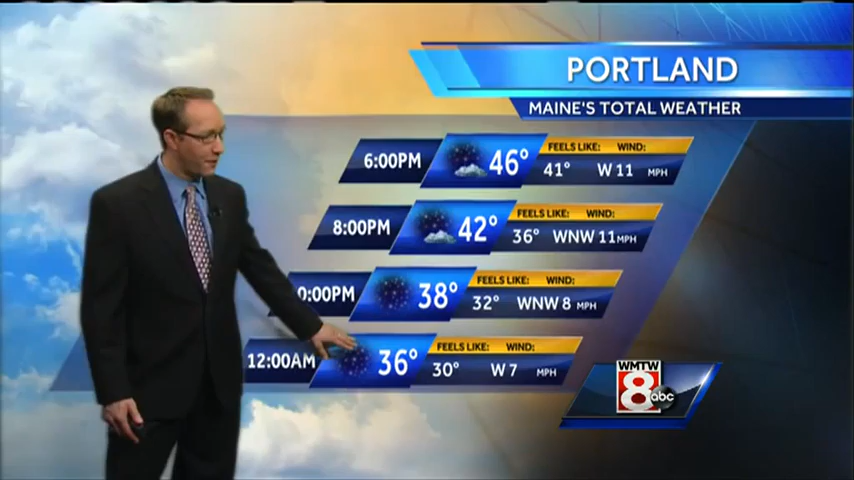 PORTLAND
MAINE'S TOTAL WEATHER
6:00PM 46° FEELS LIKE: WIND:
41° W 11 MPH
8:00PM 42° FEELS LIKE: WIND:
36° WNW 11 MPH
0:00PM 38° FEELS LIKE: WIND:
32° WNW 8 MPH
12:00AM 36° FEELS LIKE: WIND:
30° W 7 MPH
WMTW
8 abc